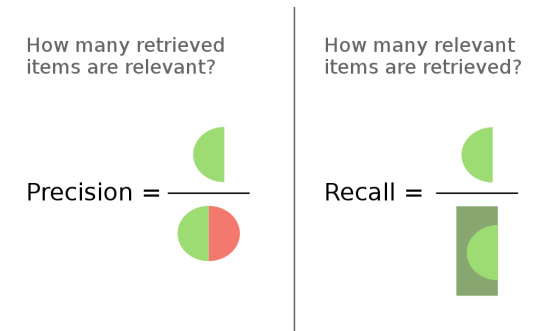 How many retrieved
items are relevant?
Precision =
How many relevant
items are retrieved?
Recall =